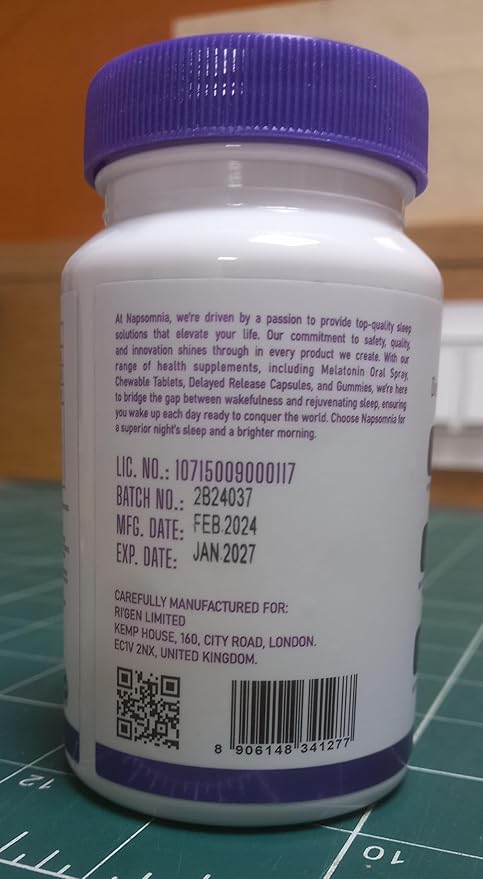 At Napsomnia, we're driven by a passion to provide top-quality sleep
solutions that elevate your life. Our commitment to safety, quality,
and innovation shines through in every product we create. With our
range of health supplements, including Melatonin Oral Spray,
Chewable Tablets, Delayed Release Capsules, and Gummies, we're here
to bridge the gap between wakefulness and rejuvenating sleep, ensuring
you wake up each day ready to conquer the world. Choose Napsomnia for
a superior night's sleep and a brighter morning.
LIC. NO.: 10715009000117
BATCH NO.: 2B24037
MFG. DATE: FEB.2024
EXP. DATE: JAN.2027
CAREFULLY MANUFACTURED FOR:
RI'GEN LIMITED
KEMP HOUSE, 160, CITY ROAD, LONDON.
EC1V 2NX, UNITED KINGDOM.
8 906148 341277
12
10